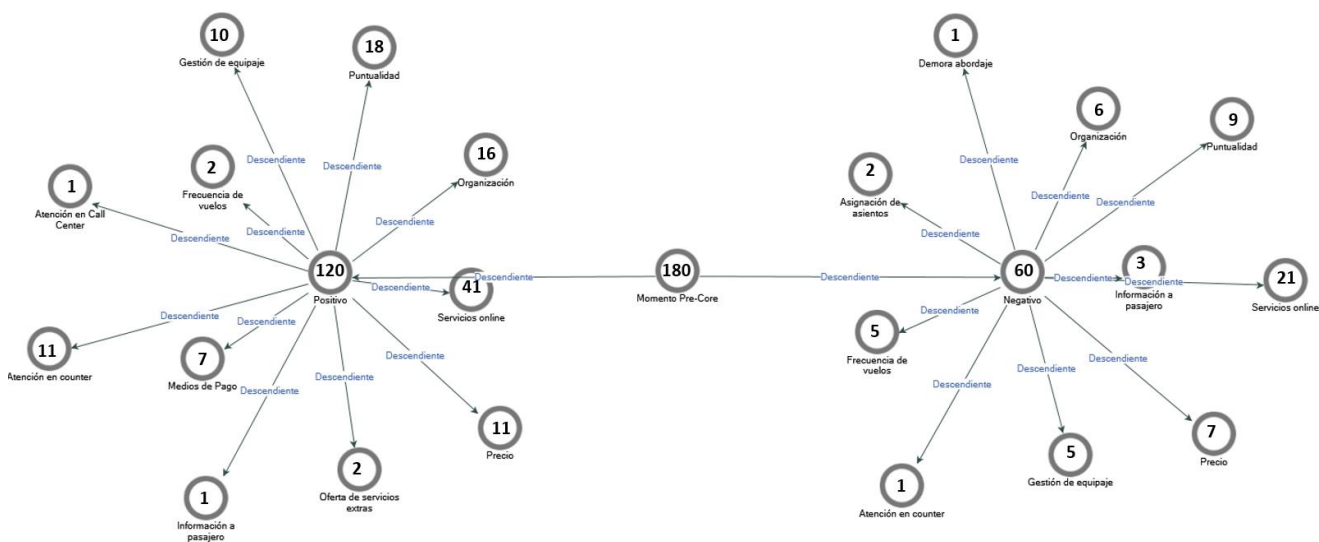 10
Gestión de equipaje
18
Puntualidad
Descendiente
Descendiente
2
Frecuencia de
vuelos
16
Organización
1
Atención en Call
Center
Descendiente
Descendiente
Descendiente
120
Positivo
Descendiente
Descendiente
41
Servicios online
180
Momento Pre-Core
Descendiente
11
Atención en counter
Descendiente
Descendiente
7
Medios de Pago
Descendiente
Descendiente
Descendiente
11
Precio
1
Información a
pasajero
2
Oferta de servicios
extras
1
Demora abordaje
6
Organización
9
Puntualidad
Descendiente
2
Asignación de
asientos
Descendiente
Descendiente
Descendiente
Descendiente
60
Negativo
Descendiente
3
Información a
pasajero
Descendiente
21
Servicios online
Descendiente
5
Frecuencia de
vuelos
Descendiente
Descendiente
Descendiente
1
Atención en counter
5
Gestión de equipaje
7
Precio